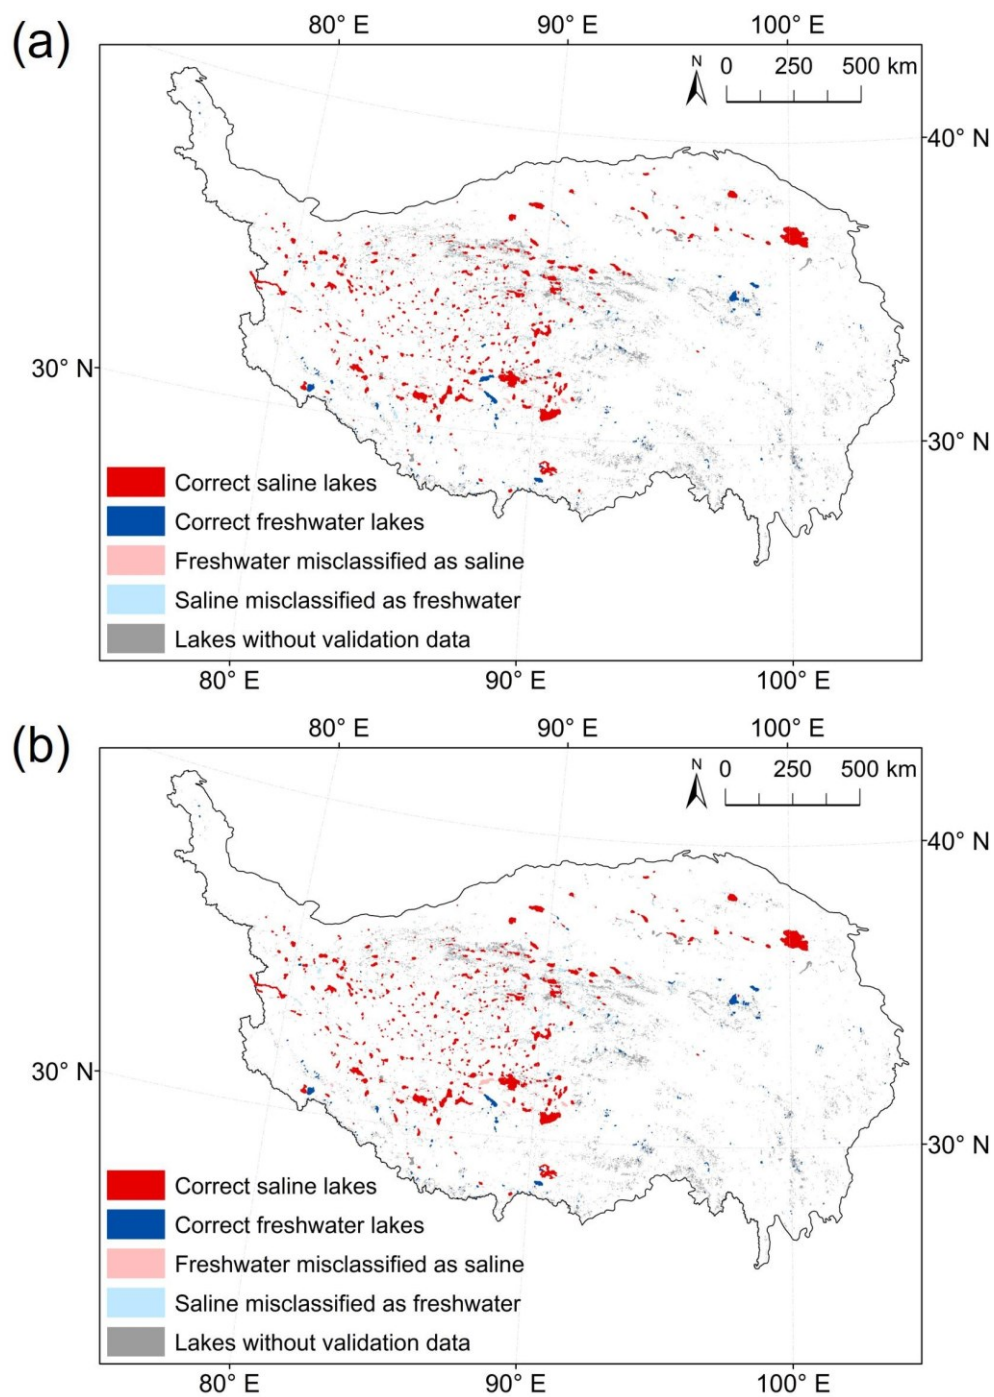 (a)
80° E 90° E 100° E
N 0 250 500 km
40° N
30° N
30° N
Correct saline lakes
Correct freshwater lakes
Freshwater misclassified as saline
Saline misclassified as freshwater
Lakes without validation data
80° E 90° E 100° E
(b)
80° E 90° E 100° E
N 0 250 500 km
40° N
30° N
30° N
Correct saline lakes
Correct freshwater lakes
Freshwater misclassified as saline
Saline misclassified as freshwater
Lakes without validation data
80° E 90° E 100° E